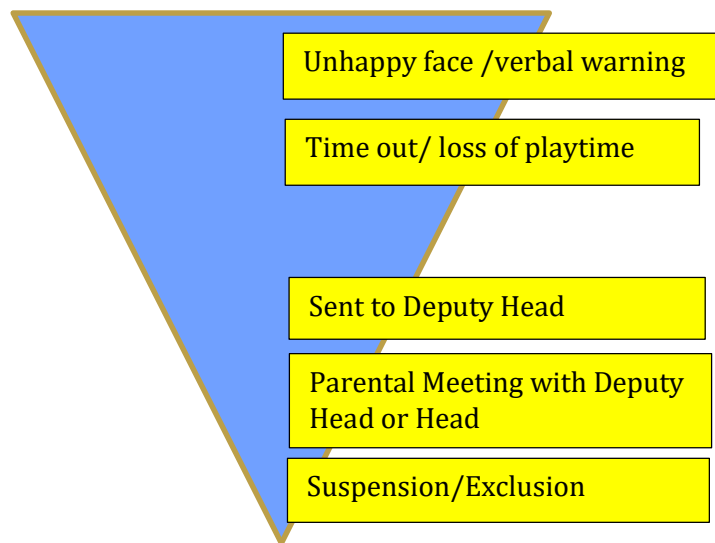 Unhappy face /verbal warning
Time out/ loss of playtime
Sent to Deputy Head
Parental Meeting with Deputy
Head or Head
Suspension/Exclusion